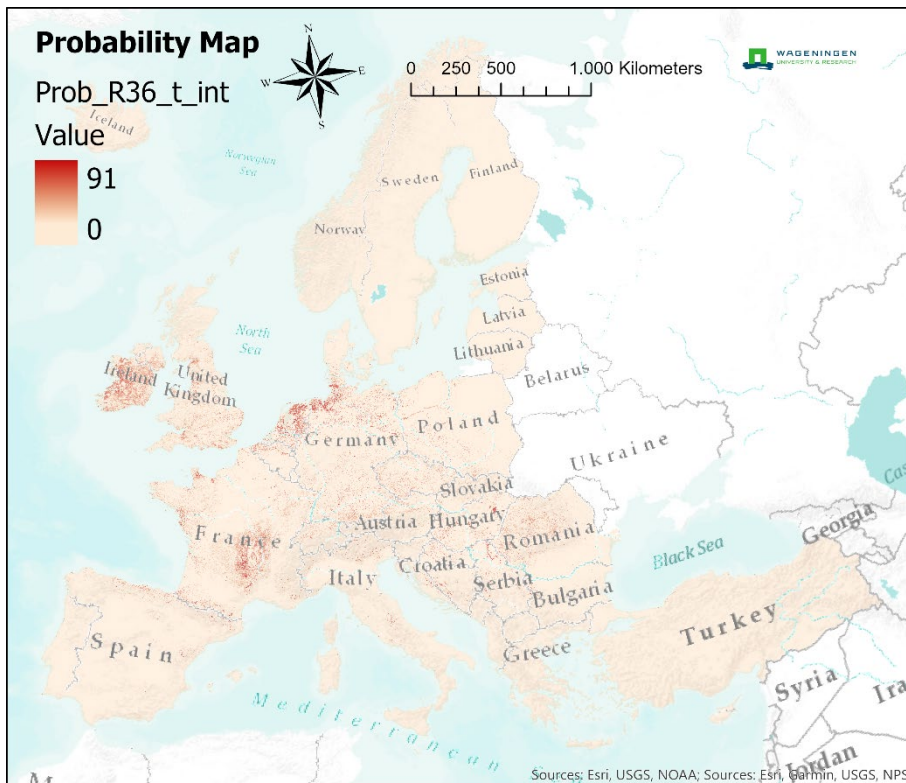 Probability Map
Prob_R36_t_int
Value
91
0
N
W
E
S
0 250 500 1.000 Kilometers
WAGENINGEN
UNIVERSITY & RESEARCH
Iceland
Norwegian
Sea
Sweden
Finland
Norway
Estonia
Latvia
Lithuania
North
Sea
Ireland
United
Kingdom
Belarus
Poland
Germany
Ukraine
Slovakia
Austria
Hungary
France
Romania
Croatia
Italy
Serbia
Bulgaria
Black Sea
Georgia
Cas
Spain
Greece
Turkey
Syria
Ira
Mediterranean
Jordan
M
Sources: Esri, USGS, NOAA; Sources: Esri, Garmin, USGS, NPS